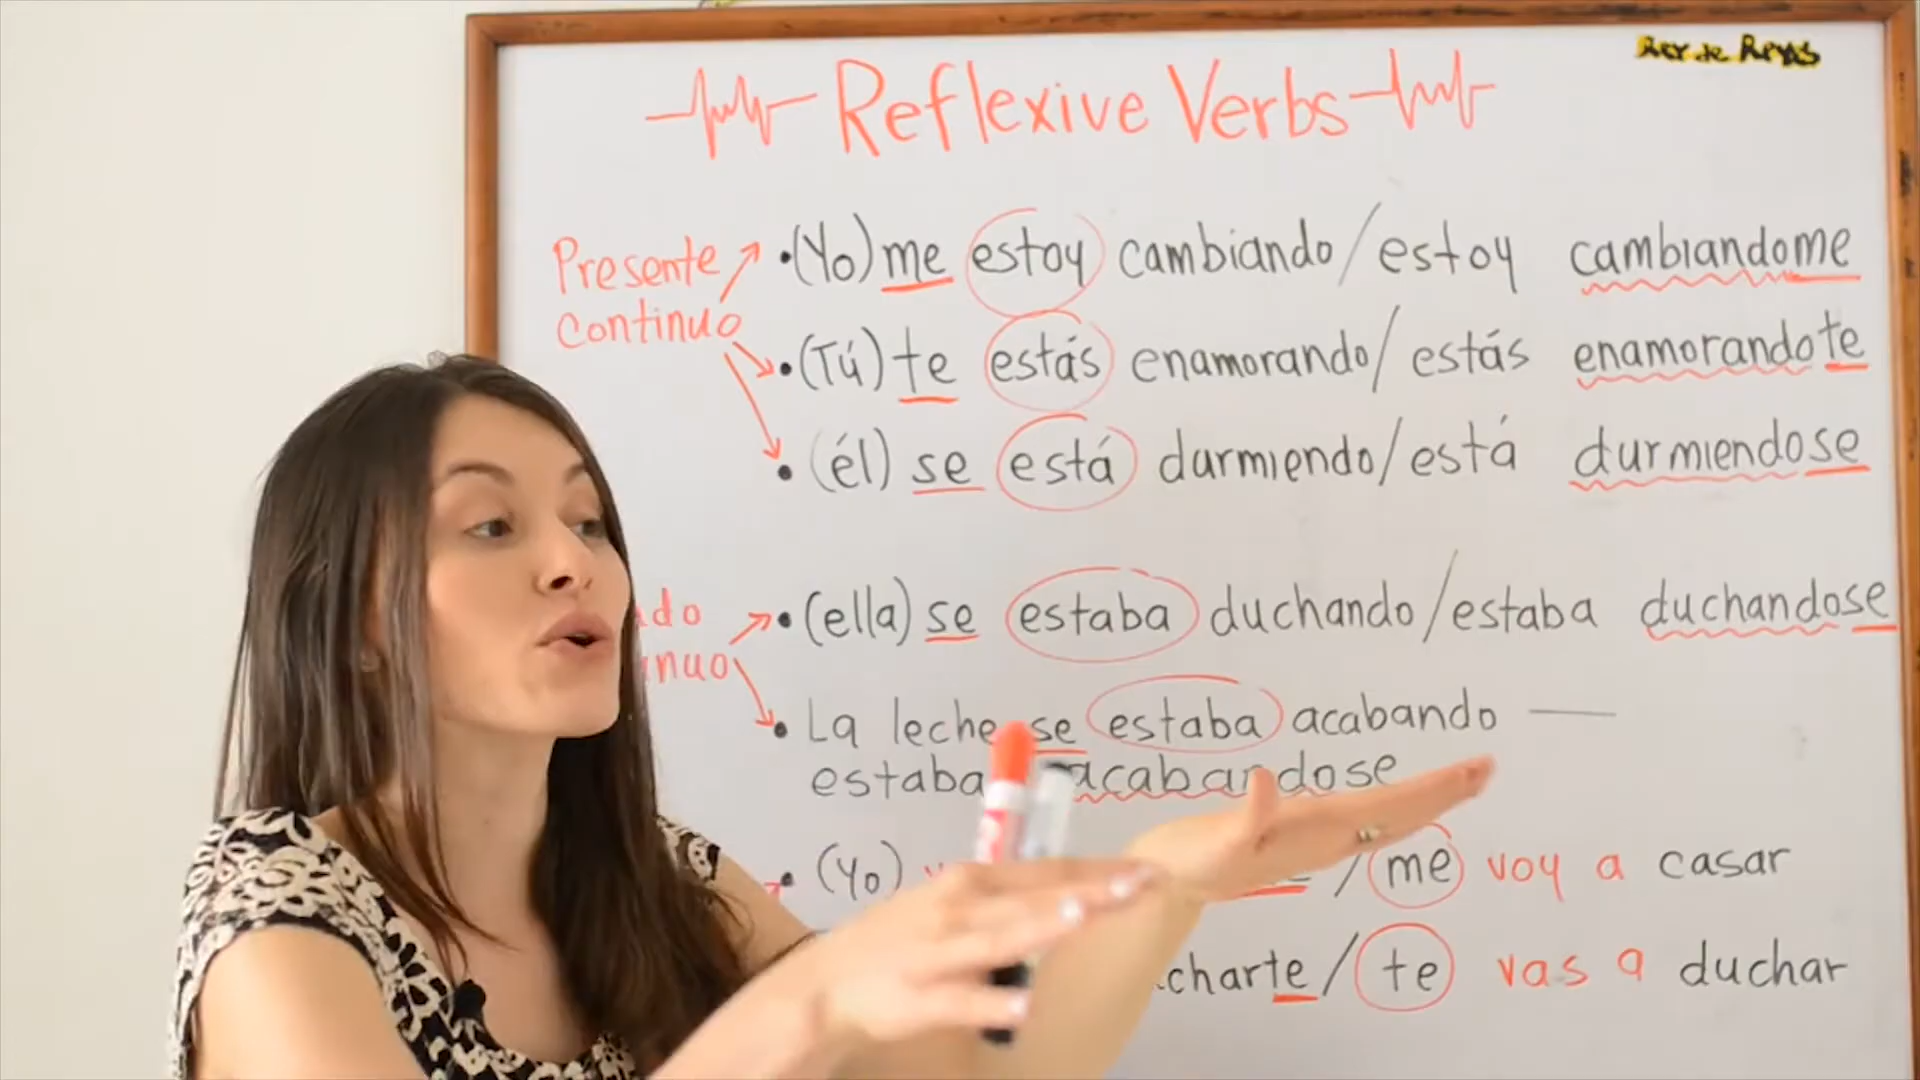 Rey de Reyes
Reflexive Verbs
Presente
continuo
•(Yo) me estoy cambiando/estoy cambiandome
•(Tú) te estás enamorando/estás enamorandote
•(él) se está durmiendo/está durmiendose
•(ella) se estaba duchando/estaba duchandose
• La leche se estaba acabando —
estaba acabandose
• (Yo) /me voy a casar
/te vas a duchar